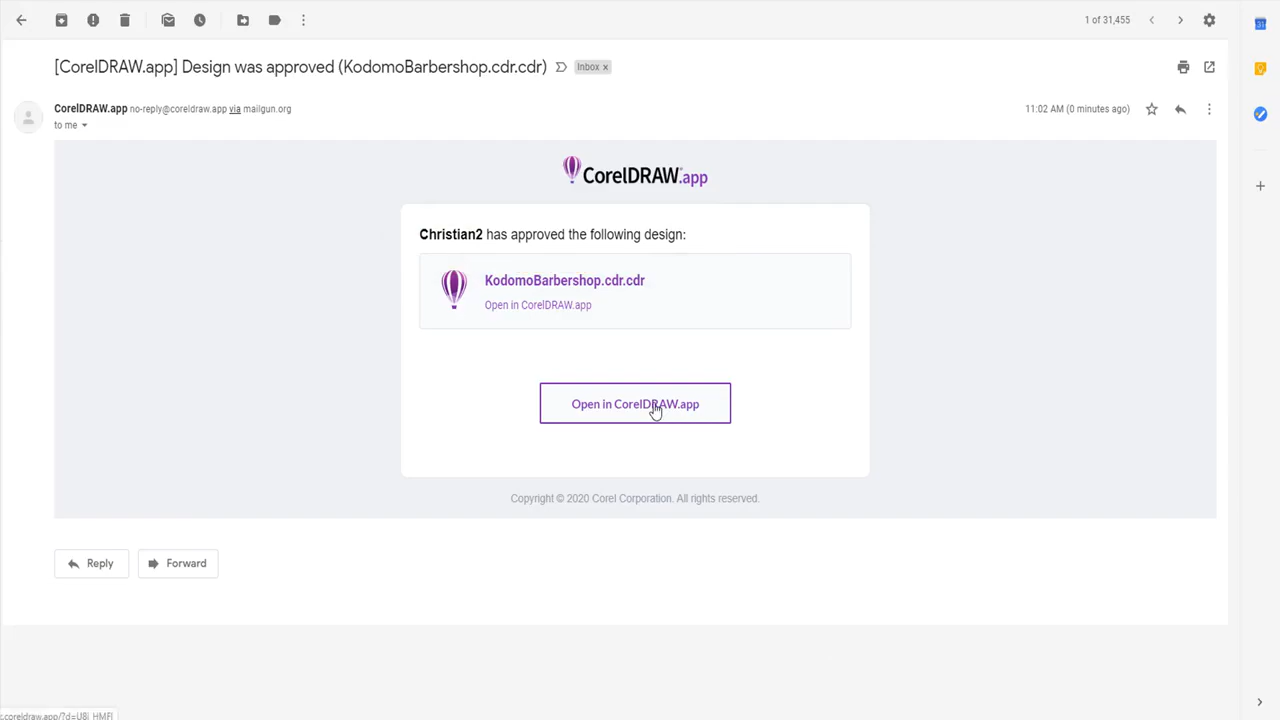 1 of 31,455
[CorelDRAW.app] Design was approved (KodomoBarbershop.cdr.cdr) Inbox x
CorelDRAW.app no-reply@coreldraw.app via mailgun.org 11:02 AM (0 minutes ago)
to me
CorelDRAW.app
Christian2 has approved the following design:
KodomoBarbershop.cdr.cdr
Open in CorelDRAW.app
Open in CorelDRAW.app
Copyright © 2020 Corel Corporation. All rights reserved.
Reply Forward